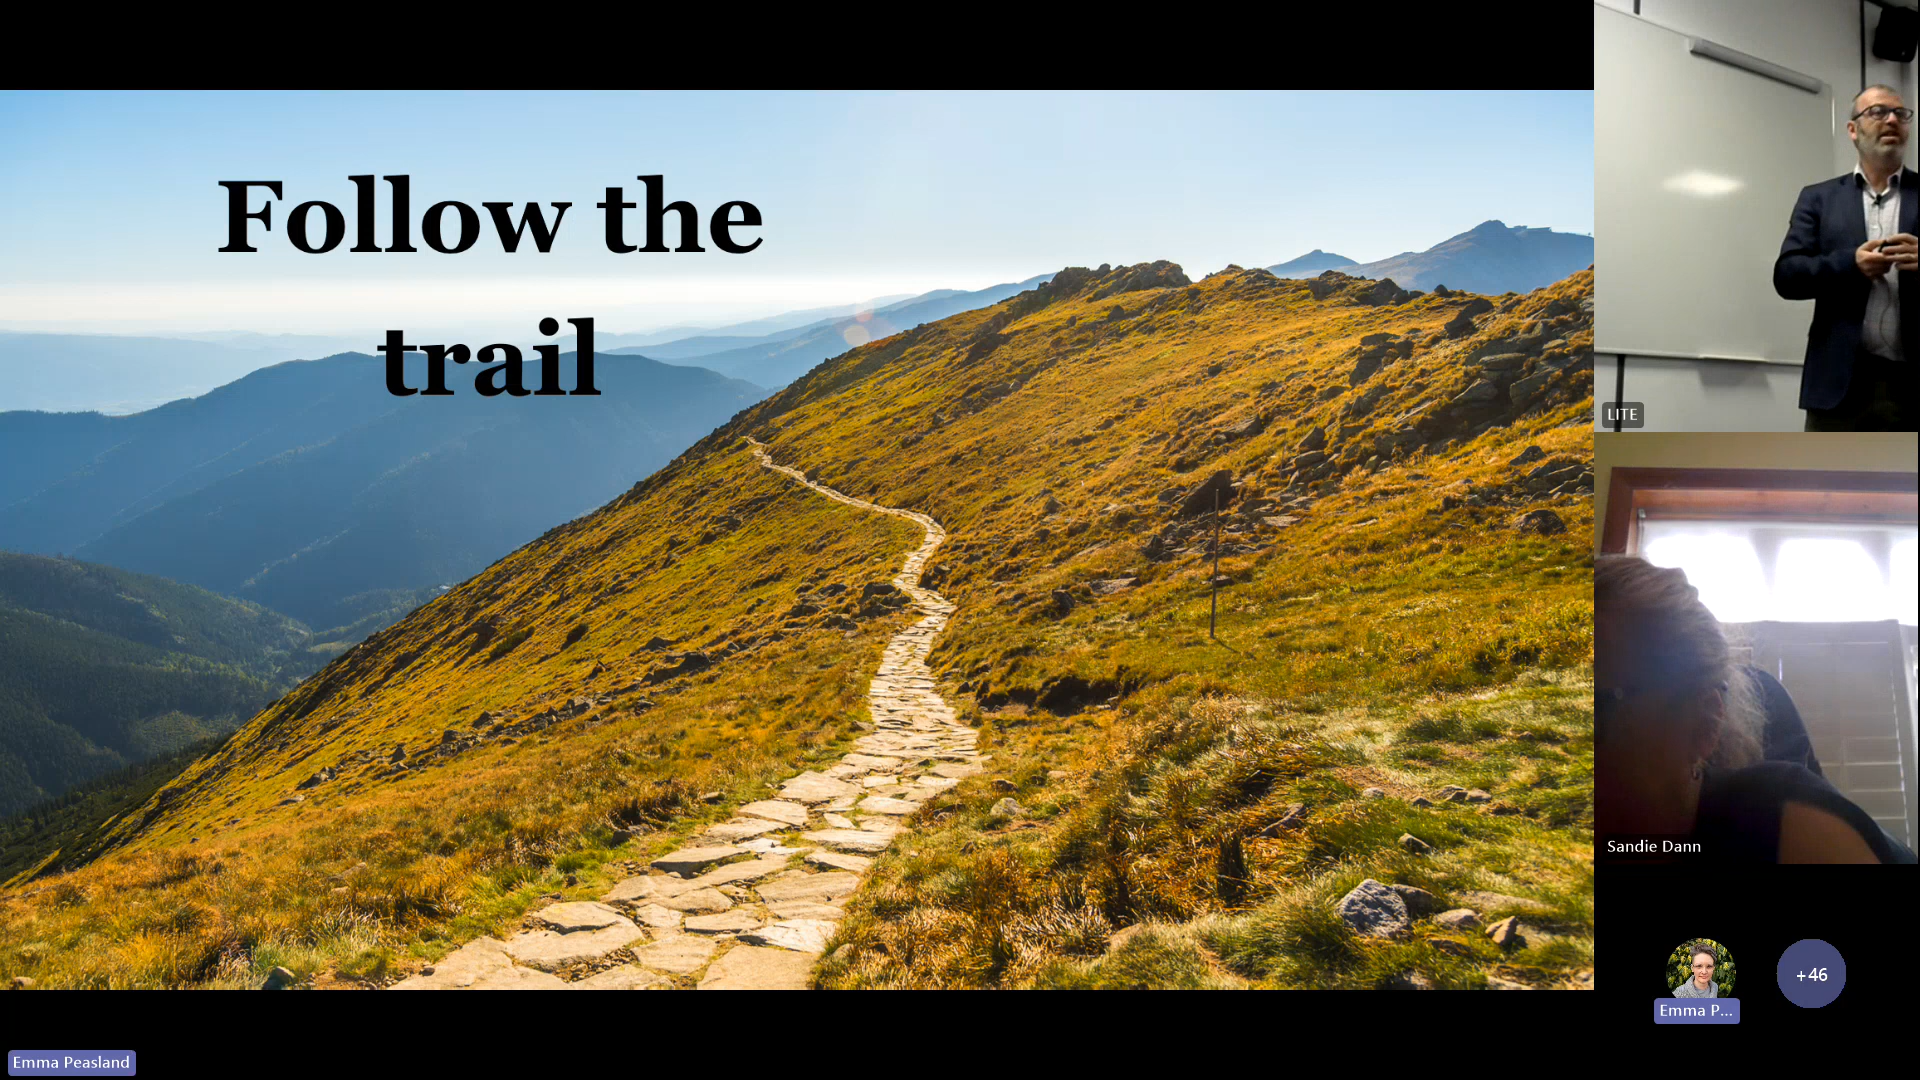 Follow the
trail
LITE
Sandie Dann
Emma P...
+46
Emma Peasland